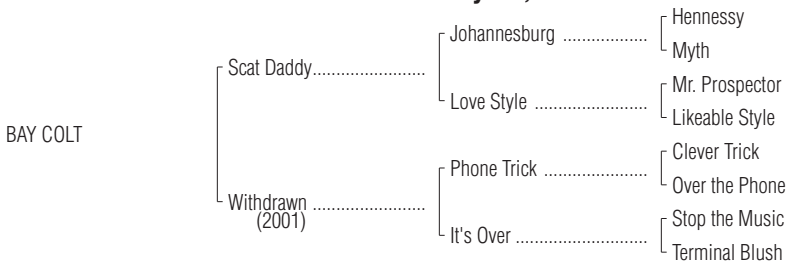 Hennessy
Johannesburg ..................
Myth
Scat Daddy........................
Mr. Prospector
Love Style ........................
Likeable Style
BAY COLT
Clever Trick
Phone Trick ......................
Over the Phone
Withdrawn ........................
(2001)
Stop the Music
It's Over ............................
Terminal Blush